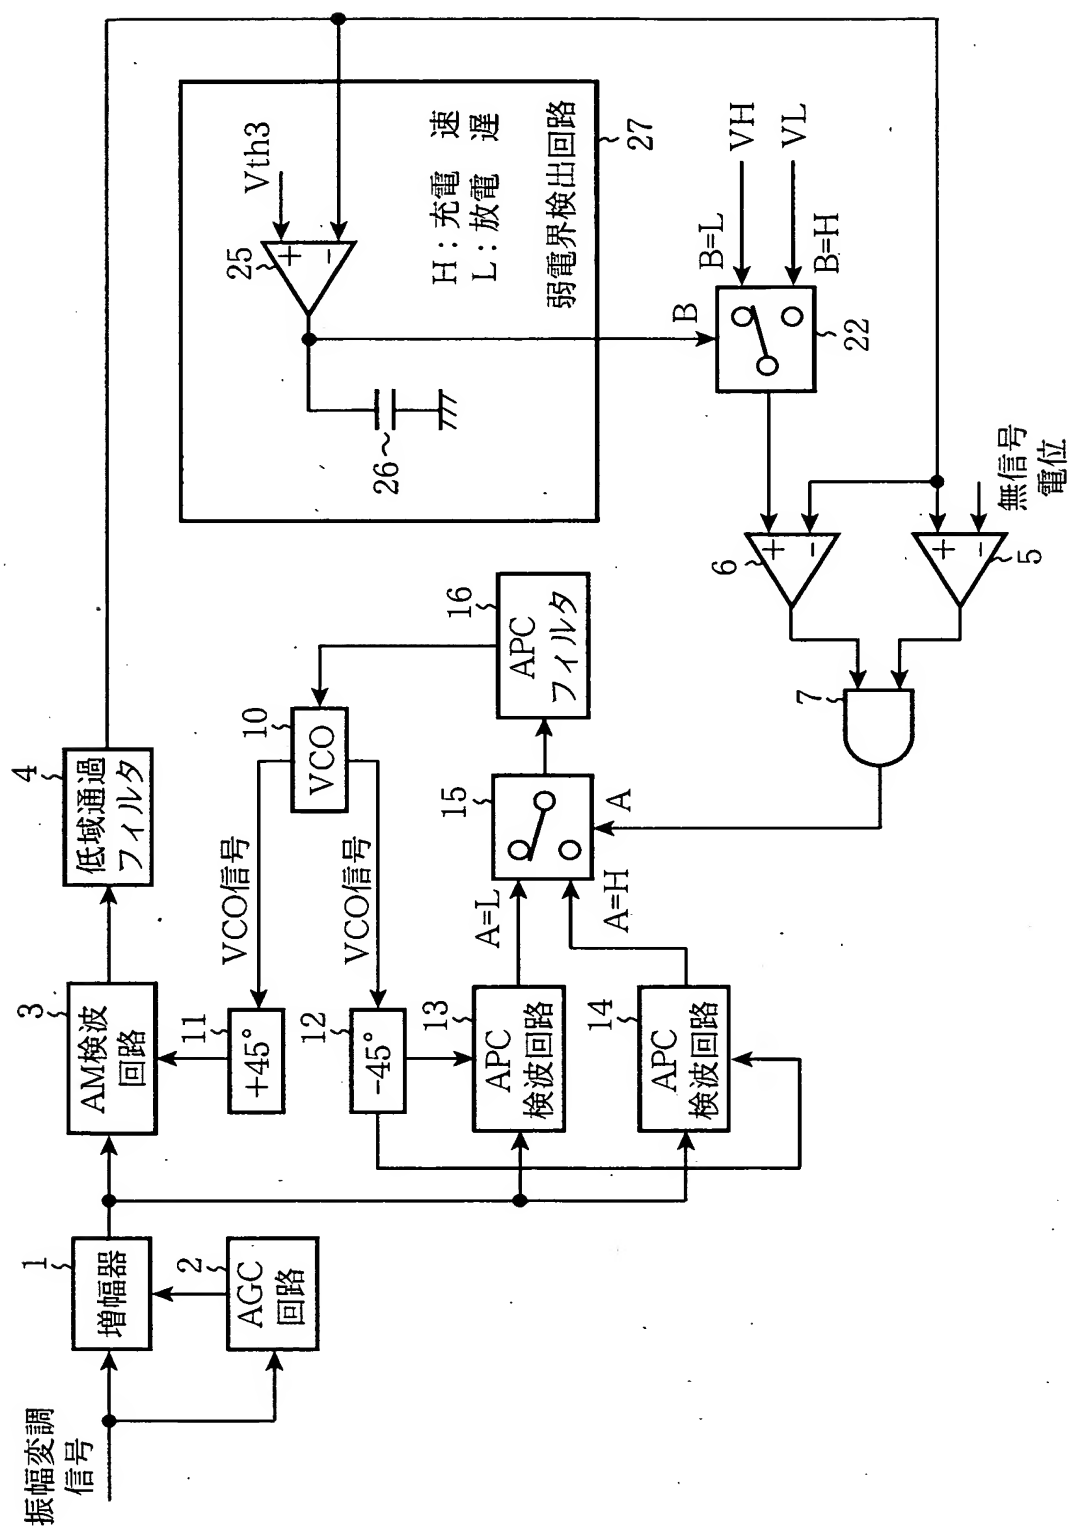 振幅変調
信号
1
増幅器
2
AGC
回路
3
AM検波
回路
4
低域通過
フィルタ
11
+45°
12
-45°
VCO信号
VCO信号
10
VCO
13
APC
検波回路
14
APC
検波回路
A=L
A=H
15
A
16
APC
フィルタ
7
6
+
-
5
+
-
無信号
電位
22
B
B=L
B=H
VH
VL
25
+
-
Vth3
26
H:充電 速
L:放電 遅
弱電界検出回路
27